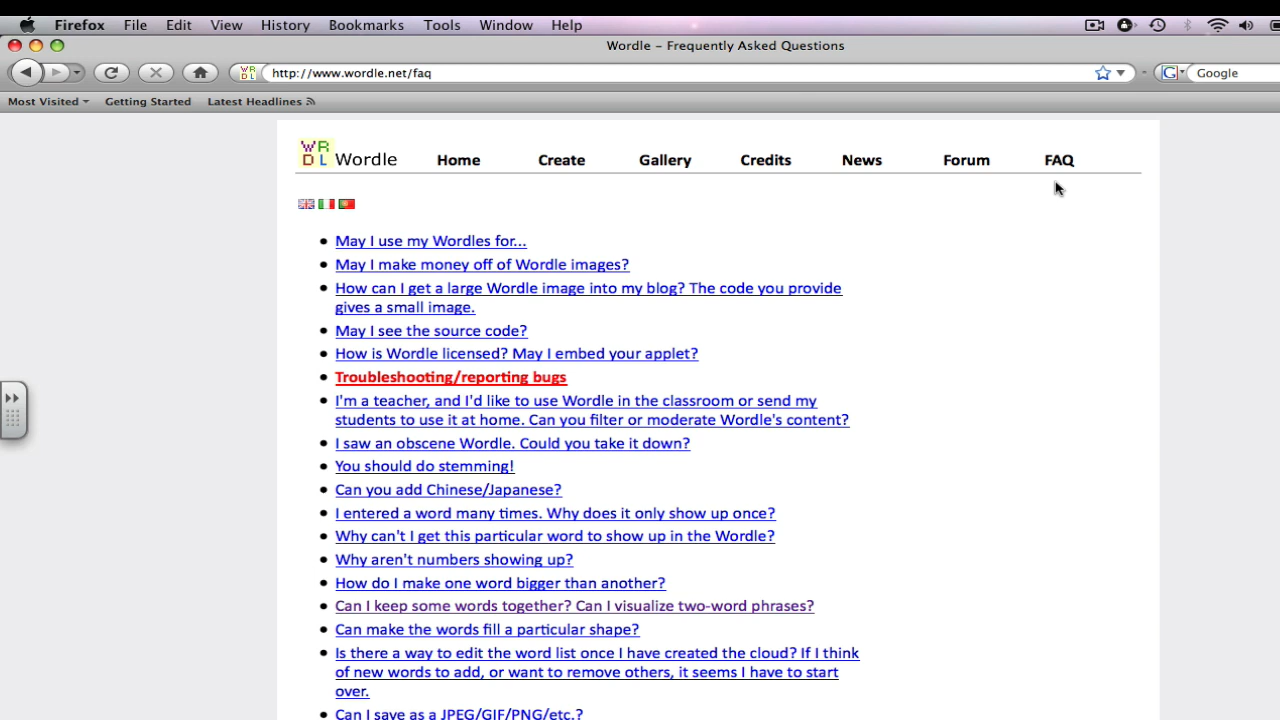 Firefox File Edit View History Bookmarks Tools Window Help
Wordle – Frequently Asked Questions
http://www.wordle.net/faq
Google
Most Visited Getting Started Latest Headlines
WR
DL Wordle Home Create Gallery Credits News Forum FAQ
May I use my Wordles for...
May I make money off of Wordle images?
How can I get a large Wordle image into my blog? The code you provide
gives a small image.
May I see the source code?
How is Wordle licensed? May I embed your applet?
Troubleshooting/reporting bugs
I'm a teacher, and I'd like to use Wordle in the classroom or send my
students to use it at home. Can you filter or moderate Wordle's content?
I saw an obscene Wordle. Could you take it down?
You should do stemming!
Can you add Chinese/Japanese?
I entered a word many times. Why does it only show up once?
Why can't I get this particular word to show up in the Wordle?
Why aren't numbers showing up?
How do I make one word bigger than another?
Can I keep some words together? Can I visualize two-word phrases?
Can make the words fill a particular shape?
Is there a way to edit the word list once I have created the cloud? If I think
of new words to add, or want to remove others, it seems I have to start
over.
Can I save as a JPEG/GIF/PNG/etc.?